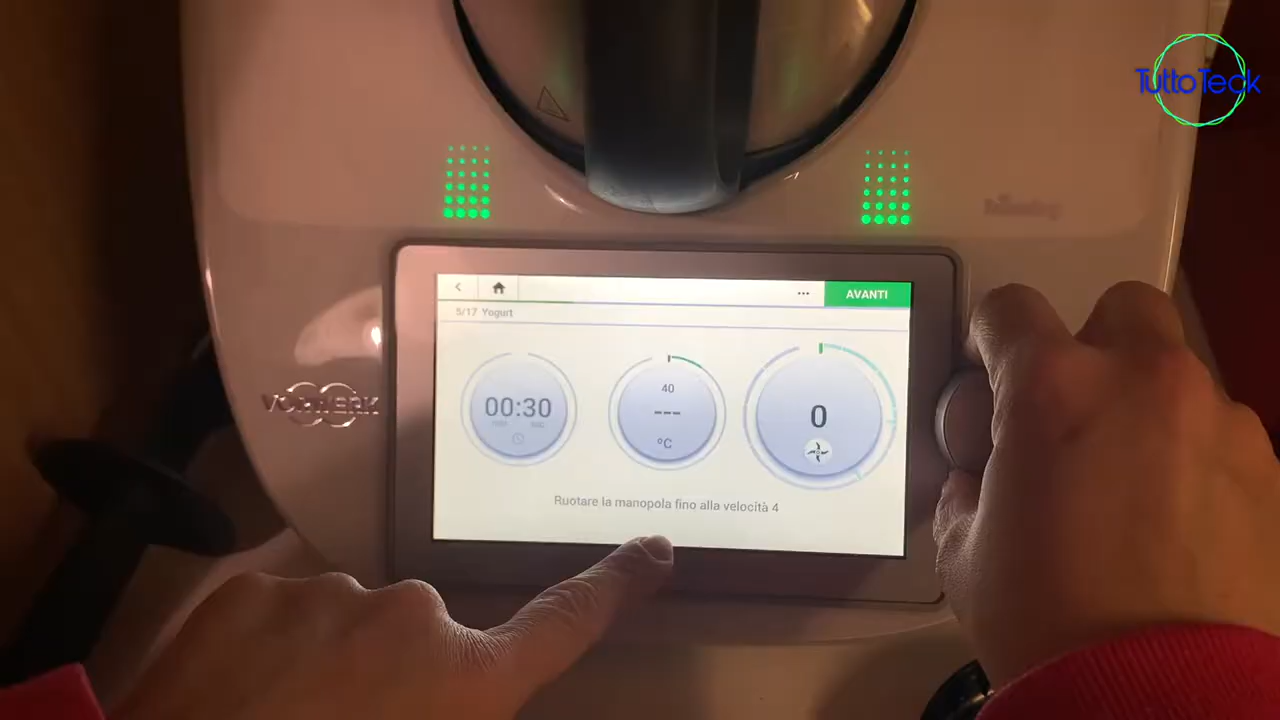 TuttoTeck
AVANTI
5/17 Yogurt
00:30
40
---
°C
0
VORWERK
Ruotare la manopola fino alla velocità 4